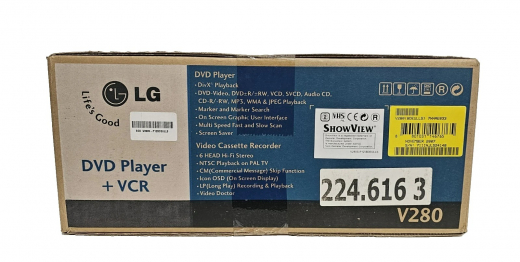 LG
Life's Good
DVD Player
+ VCR
DVD Player
• DivX Playback
• DVD-Video, DVD±R/±RW, VCD, SVCD, Audio CD,
CD-R/-RW, MP3, WMA & JPEG Playback
• Marker and Marker Search
• On Screen Graphic User Interface
• Multi Speed Fast and Slow Scan
• Screen Saver
Video Cassette Recorder
• 6 HEAD Hi-Fi Stereo
• NTSC Playback on PAL TV
• CM(Commercial Message) Skip Function
• Icon OSD (On Screen Display)
• LP(Long Play) Recording & Playback
• Video Doctor
VHS
SHOWVIEW
224.616 3
V280